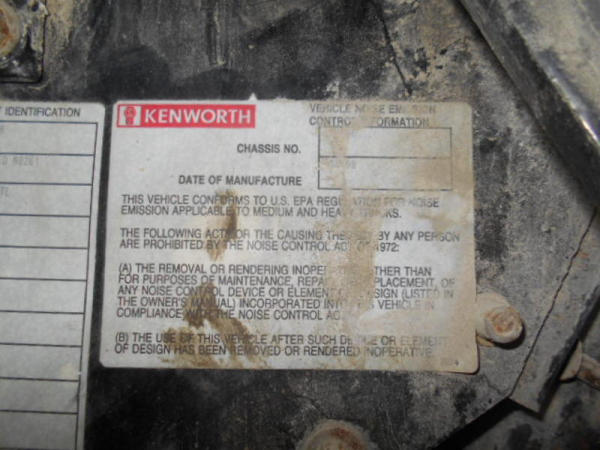 T IDENTIFICATION
KENWORTH
VEHICLE NOISE EMISSION
CONTROL FORMATION
CHASSIS NO.
DATE OF MANUFACTURE
THIS VEHICLE CONFORMS TO U.S. EPA REGULATION FOR NOISE
EMISSION APPLICABLE TO MEDIUM AND HEAVY TRUCKS.
THE FOLLOWING ACTS OR THE CAUSING THEREOF BY ANY PERSON
ARE PROHIBITED BY THE NOISE CONTROL ACT OF 1972:
(A) THE REMOVAL OR RENDERING INOPERATIVE OTHER THAN
FOR PURPOSES OF MAINTENANCE, REPAIR REPLACEMENT, OF
ANY NOISE CONTROL DEVICE OR ELEMENT OF DESIGN (LISTED IN
THE OWNER'S MANUAL) INCORPORATED INTO THIS VEHICLE IN
COMPLIANCE WITH THE NOISE CONTROL AC
(B) THE USE OF THIS VEHICLE AFTER SUCH DEVICE OR ELEMENT
OF DESIGN HAS BEEN REMOVED OR RENDERED INOPERATIVE.